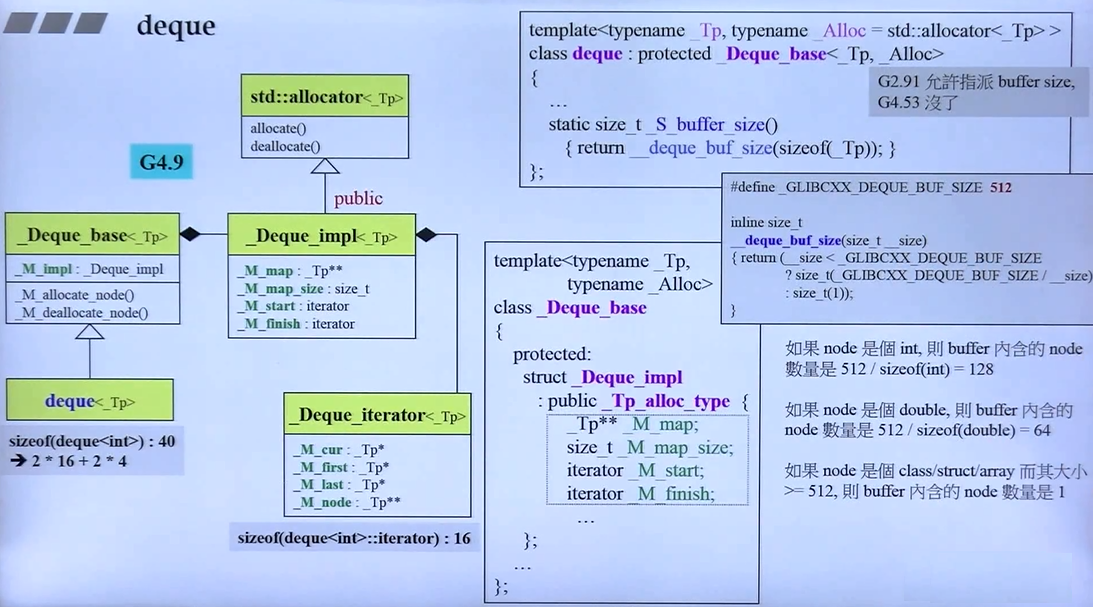 deque
template<typename _Tp, typename _Alloc = std::allocator<_Tp> >
class deque : protected _Deque_base<_Tp, _Alloc>
{
...
static size_t _S_buffer_size()
{ return __deque_buf_size(sizeof(_Tp)); }
};
G2.91 允許指派 buffer size,
G4.53 沒了
#define _GLIBCXX_DEQUE_BUF_SIZE 512
inline size_t
__deque_buf_size(size_t __size)
{ return (__size < _GLIBCXX_DEQUE_BUF_SIZE
? size_t(_GLIBCXX_DEQUE_BUF_SIZE / __size)
: size_t(1));
}
std::allocator<_Tp>
allocate()
deallocate()
G4.9
public
_Deque_base<_Tp>
_M_impl : _Deque_impl
_M_allocate_node()
_M_deallocate_node()
_Deque_impl<_Tp>
_M_map : _Tp**
_M_map_size : size_t
_M_start : iterator
_M_finish : iterator
deque<_Tp>
sizeof(deque<int>) : 40
➔ 2 * 16 + 2 * 4
_Deque_iterator<_Tp>
_M_cur : _Tp*
_M_first : _Tp*
_M_last : _Tp*
_M_node : _Tp**
sizeof(deque<int>::iterator) : 16
template<typename _Tp,
typename _Alloc>
class _Deque_base
{
protected:
struct _Deque_impl
: public _Tp_alloc_type {
_Tp** _M_map;
size_t _M_map_size;
iterator _M_start;
iterator _M_finish;
...
};
...
};
如果 node 是個 int, 則 buffer 內含的 node
數量是 512 / sizeof(int) = 128
如果 node 是個 double, 則 buffer 內含的
node 數量是 512 / sizeof(double) = 64
如果 node 是個 class/struct/array 而其大小
>= 512, 則 buffer 內含的 node 數量是 1